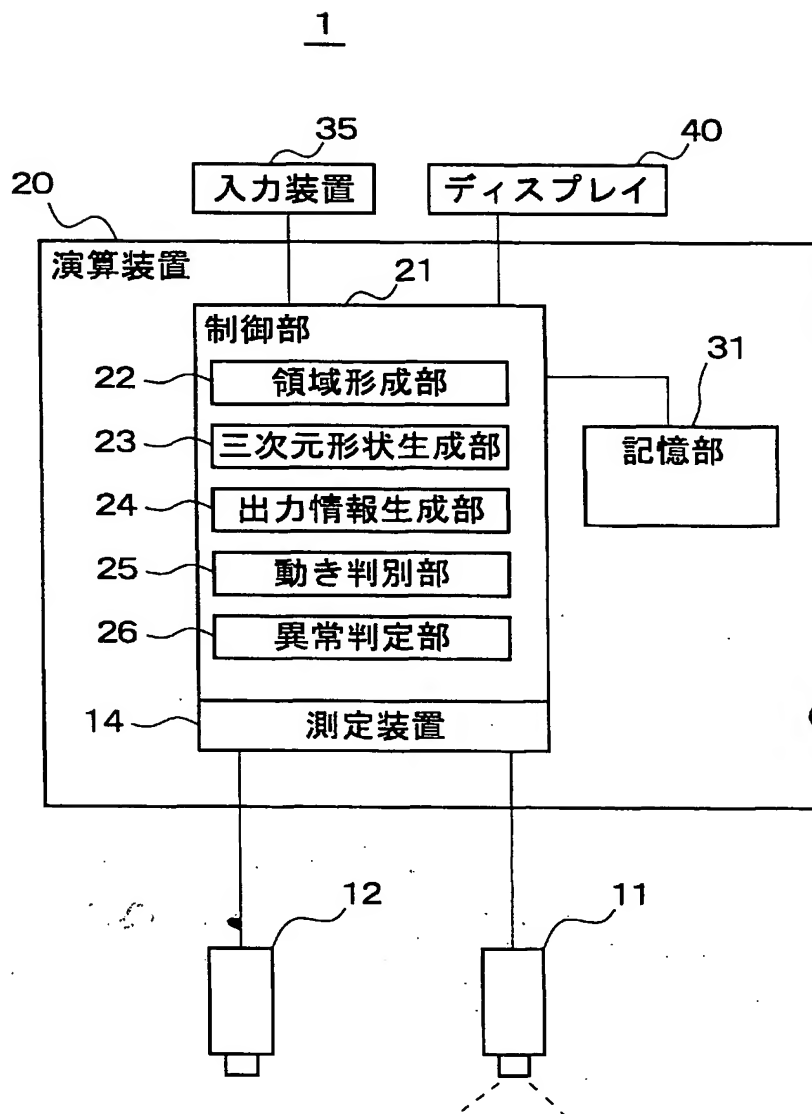 1
35
40
入力装置
ディスプレイ
20
演算装置
21
制御部
31
22
領域形成部
23
三次元形状生成部
記憶部
24
出力情報生成部
25
動き判別部
26
異常判定部
14
測定装置
12
11